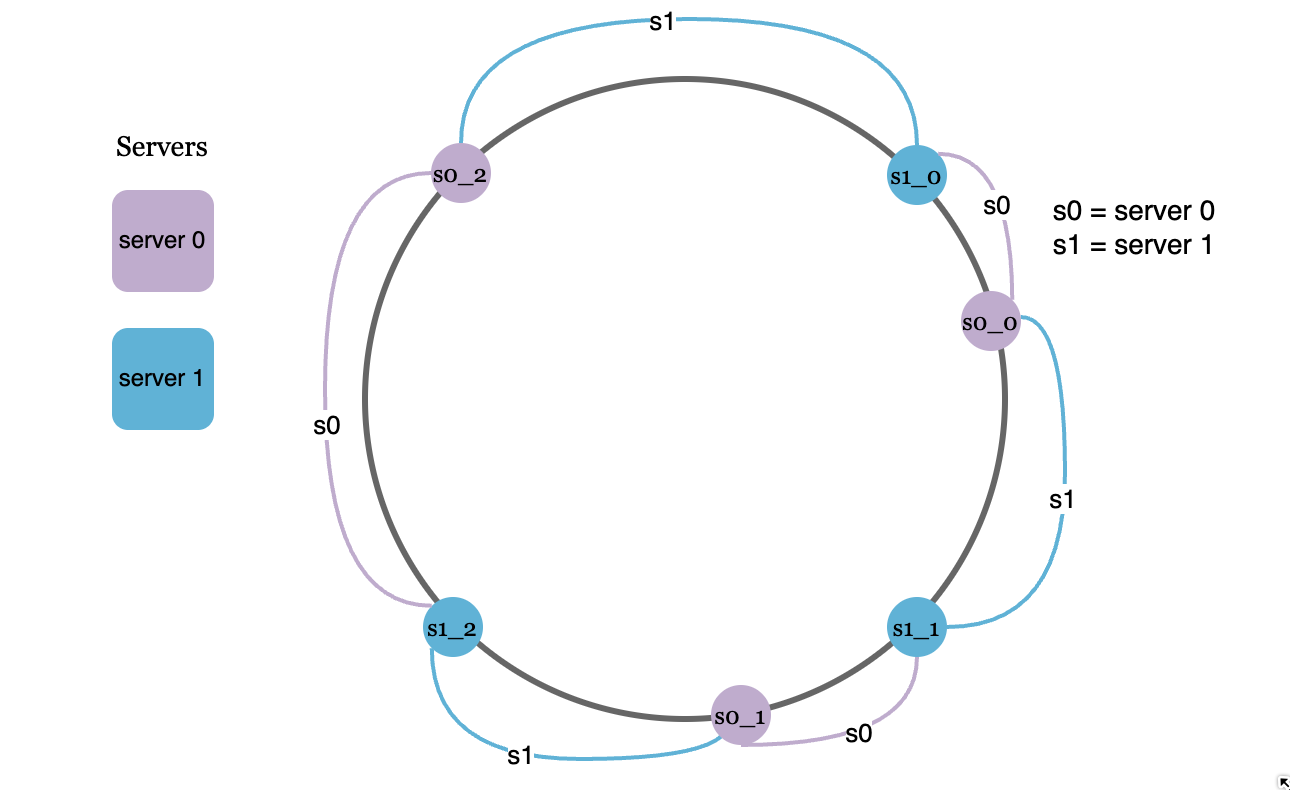 s1
Servers
s0_2
s1_0
s0
s0 = server 0
s1 = server 1
server 0
s0_0
server 1
s0
s1
s1_2
s1_1
s0_1
s0
s1